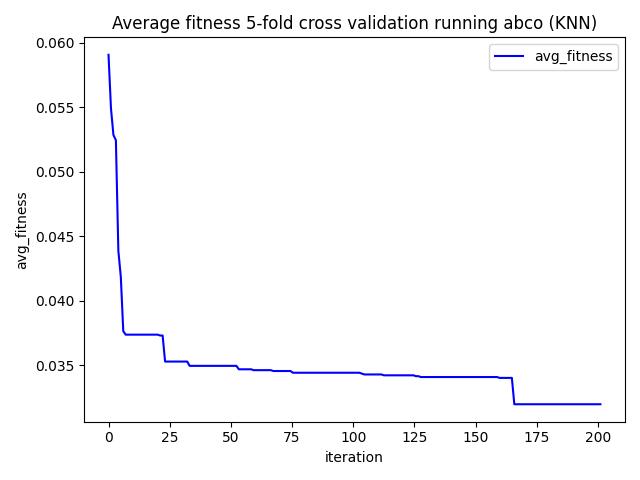 Average fitness 5-fold cross validation running abco (KNN)
avg_fitness
0.060
0.055
0.050
0.045
0.040
0.035
avg_fitness
0 25 50 75 100 125 150 175 200
iteration